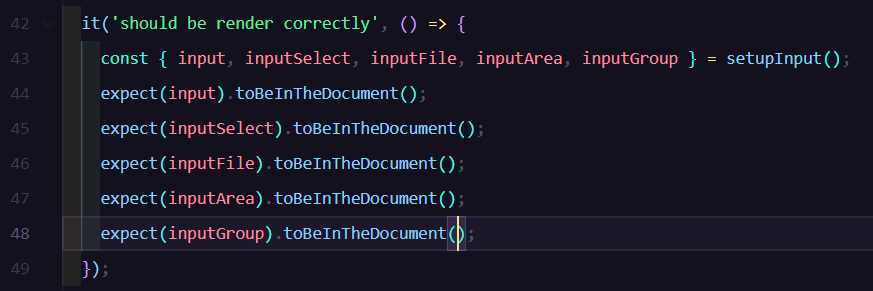 42 it('should be render correctly', () => {
43 const { input, inputSelect, inputFile, inputArea, inputGroup } = setupInput();
44 expect(input).toBeInTheDocument();
45 expect(inputSelect).toBeInTheDocument();
46 expect(inputFile).toBeInTheDocument();
47 expect(inputArea).toBeInTheDocument();
48 expect(inputGroup).toBeInTheDocument();
49 });